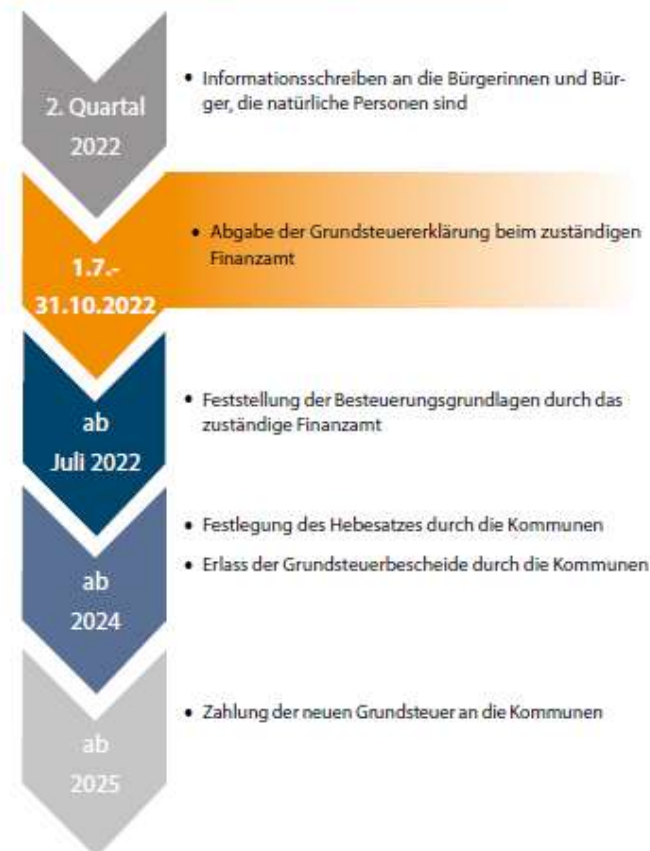 2. Quartal
2022
• Informationsschreiben an die Bürgerinnen und Bür-
ger, die natürliche Personen sind
1.7.-
31.10.2022
• Abgabe der Grundsteuererklärung beim zuständigen
Finanzamt
ab
Juli 2022
• Feststellung der Besteuerungsgrundlagen durch das
zuständige Finanzamt
ab
2024
• Festlegung des Hebesatzes durch die Kommunen
• Erlass der Grundsteuerbescheide durch die Kommunen
ab
2025
• Zahlung der neuen Grundsteuer an die Kommunen